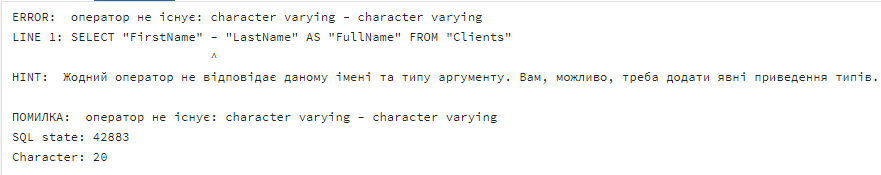 ERROR:  оператор не існує: character varying – character varying
LINE 1: SELECT "FirstName" – "LastName" AS "FullName" FROM "Clients"
^
HINT:  Жодний оператор не відповідає даному імені та типу аргументу. Вам, можливо, треба додати явні приведення типів.
ПОМИЛКА:  оператор не існує: character varying – character varying
SQL state: 42883
Character: 20